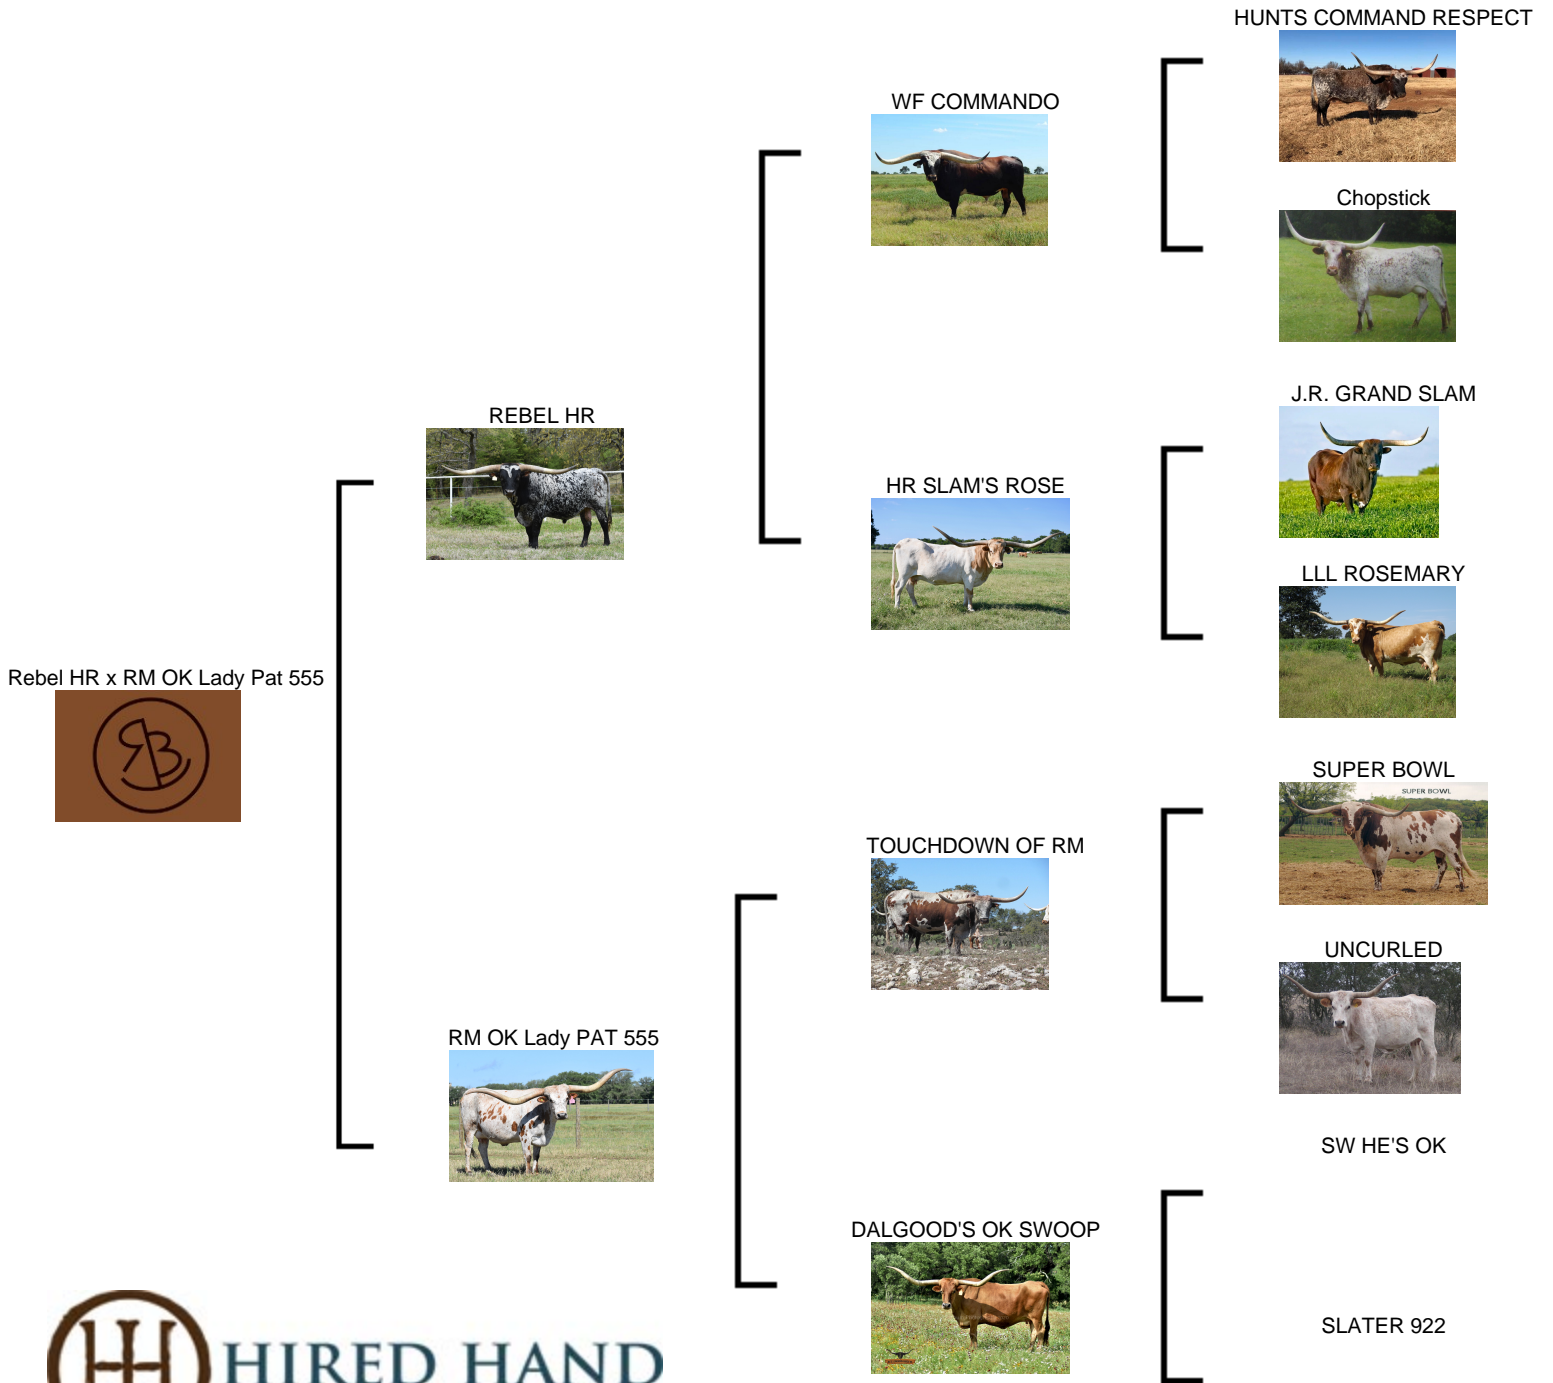 HUNTS COMMAND RESPECT
WF COMMANDO
Chopstick
J.R. GRAND SLAM
REBEL HR
HR SLAM'S ROSE
LLL ROSEMARY
Rebel HR x RM OK Lady Pat 555
SUPER BOWL
SUPER BOWL
TOUCHDOWN OF RM
UNCURLED
RM OK Lady PAT 555
SW HE'S OK
DALGOOD'S OK SWOOP
SLATER 922
HIRED HAND